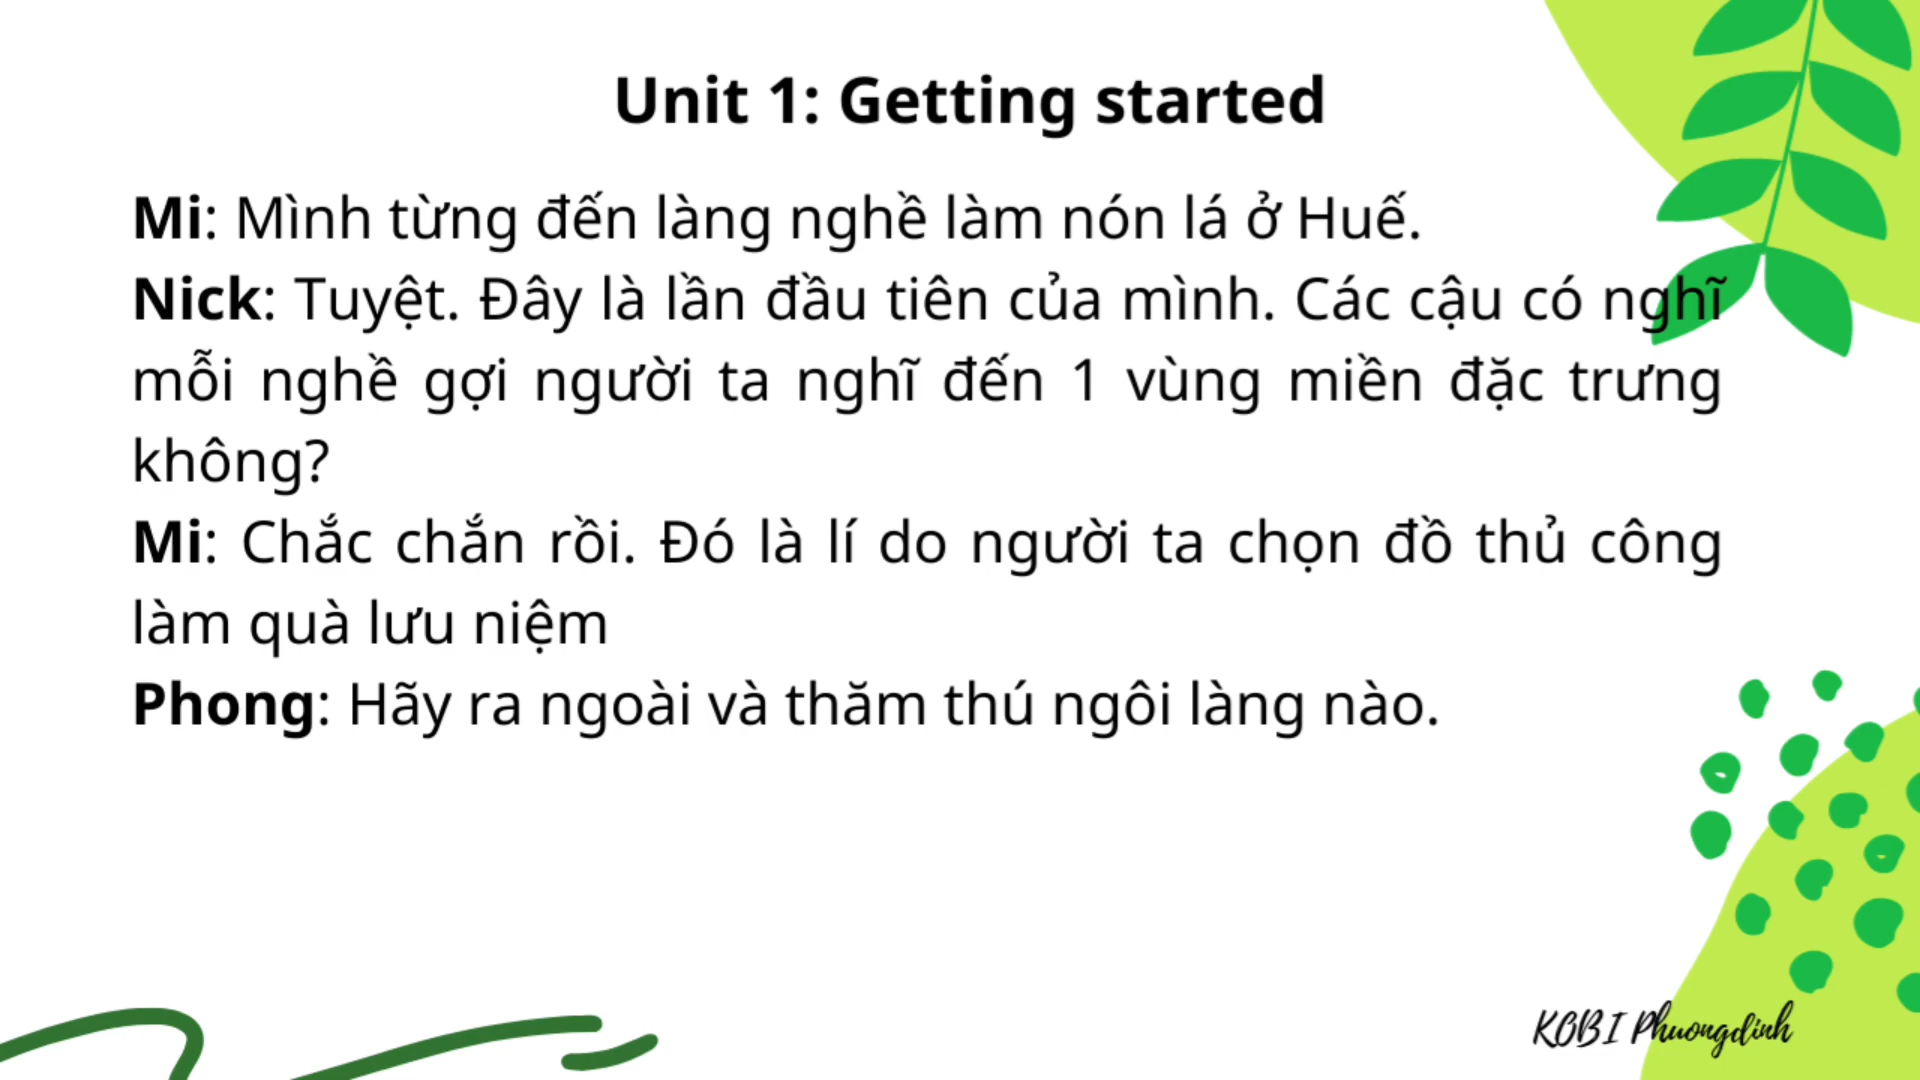 Unit 1: Getting started
Mi: Mình từng đến làng nghề làm nón lá ở Huế.
Nick: Tuyệt. Đây là lần đầu tiên của mình. Các cậu có nghĩ
mỗi nghề gợi người ta nghĩ đến 1 vùng miền đặc trưng
không?
Mi: Chắc chắn rồi. Đó là lí do người ta chọn đồ thủ công
làm quà lưu niệm
Phong: Hãy ra ngoài và thăm thú ngôi làng nào.
KOBI Phuongdinh